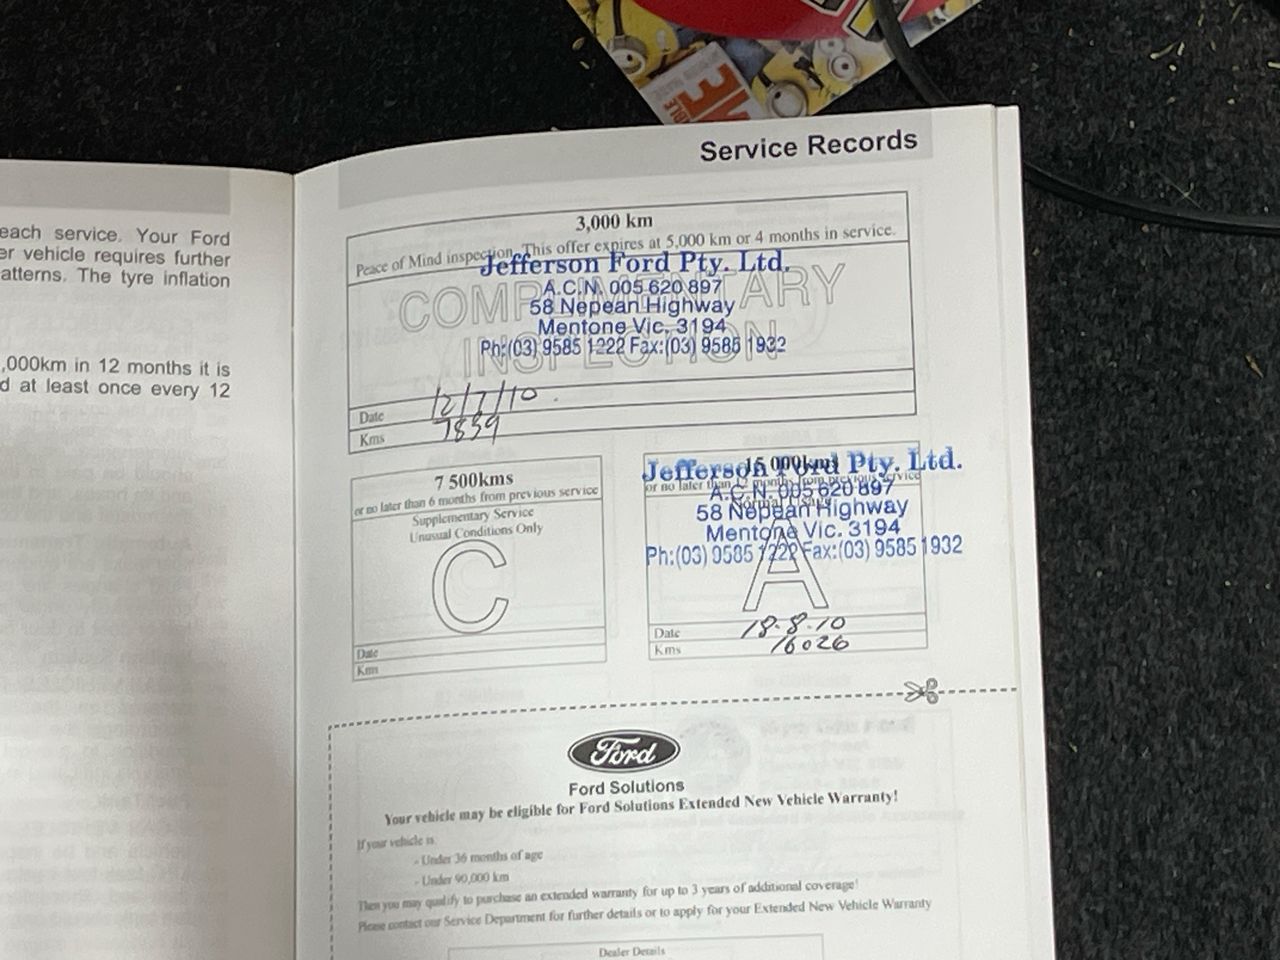 each service. Your Ford
er vehicle requires further
atterns. The tyre inflation
,000km in 12 months it is
d at least once every 12
Service Records
3,000 km
Peace of Mind inspection. This offer expires at 5,000 km or 4 months in service.
COMPLIMENTARY
INSPECTION
Jefferson Ford Pty. Ltd.
A.C.N. 005 620 897
58 Nepean Highway
Mentone Vic. 3194
Ph:(03) 9585 1222 Fax:(03) 9585 1932
Date 12/7/10
Kms 7839
7 500kms
or no later than 6 months from previous service
Supplementary Service
Unusual Conditions Only
C
Date
Kms
15 000kms
or no later than 12 months from previous service
Normal Usage
A
Jefferson Ford Pty. Ltd.
A.C.N. 005 620 897
58 Nepean Highway
Mentone Vic. 3194
Ph:(03) 9585 1222 Fax:(03) 9585 1932
Date 18-8-10
Kms 16026
Ford
Ford Solutions
Your vehicle may be eligible for Ford Solutions Extended New Vehicle Warranty!
If your vehicle is:
- Under 36 months of age
- Under 90,000 km
Then you may qualify to purchase an extended warranty for up to 3 years of additional coverage!
Please contact our Service Department for further details or to apply for your Extended New Vehicle Warranty
Dealer Details